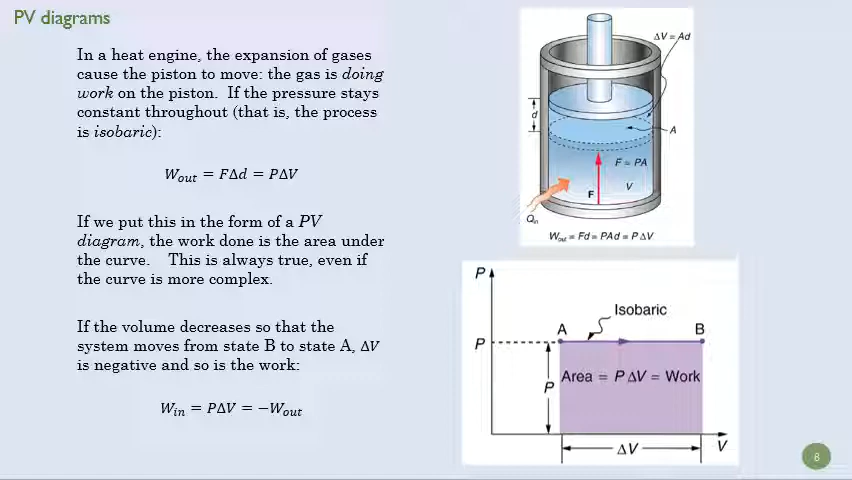 PV diagrams
In a heat engine, the expansion of gases
cause the piston to move: the gas is doing
work on the piston. If the pressure stays
constant throughout (that is, the process
is isobaric):
W_out = FΔd = PΔV
If we put this in the form of a PV
diagram, the work done is the area under
the curve. This is always true, even if
the curve is more complex.
If the volume decreases so that the
system moves from state B to state A, ΔV
is negative and so is the work:
W_in = PΔV = −W_out
ΔV = Ad
d
A
F = PA
V
F
Q_in
W_out = Fd = PAd = PΔV
P
Isobaric
A
B
P
P
Area = P ΔV = Work
ΔV
V
8